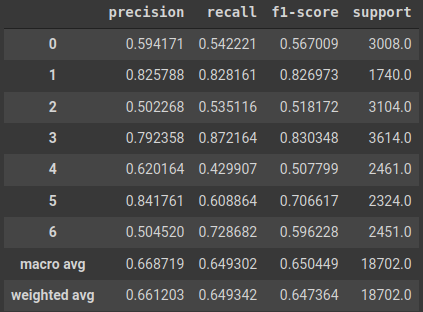 precision recall f1-score support
0 0.594171 0.542221 0.567009 3008.0
1 0.825788 0.828161 0.826973 1740.0
2 0.502268 0.535116 0.518172 3104.0
3 0.792358 0.872164 0.830348 3614.0
4 0.620164 0.429907 0.507799 2461.0
5 0.841761 0.608864 0.706617 2324.0
6 0.504520 0.728682 0.596228 2451.0
macro avg 0.668719 0.649302 0.650449 18702.0
weighted avg 0.661203 0.649342 0.647364 18702.0